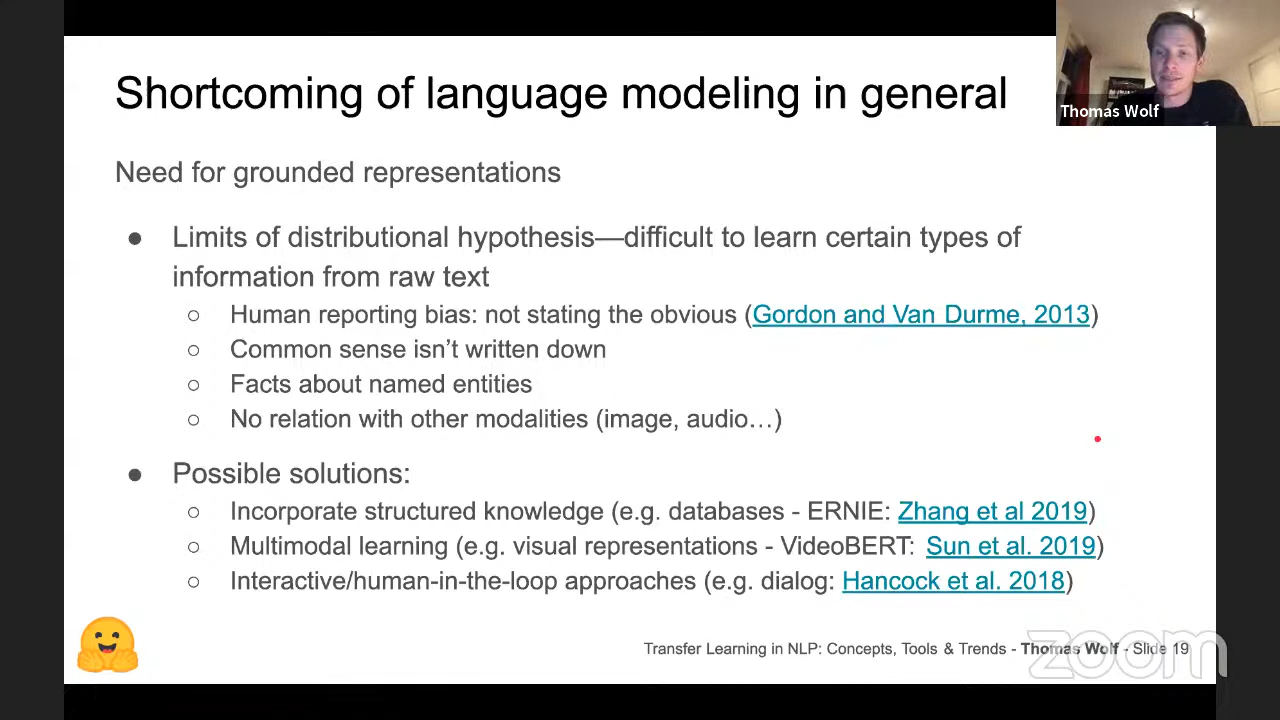 Shortcoming of language modeling in general
Thomas Wolf
Need for grounded representations
● Limits of distributional hypothesis—difficult to learn certain types of
information from raw text
○ Human reporting bias: not stating the obvious (Gordon and Van Durme, 2013)
○ Common sense isn't written down
○ Facts about named entities
○ No relation with other modalities (image, audio…)
● Possible solutions:
○ Incorporate structured knowledge (e.g. databases - ERNIE: Zhang et al 2019)
○ Multimodal learning (e.g. visual representations - VideoBERT: Sun et al. 2019)
○ Interactive/human-in-the-loop approaches (e.g. dialog: Hancock et al. 2018)
Transfer Learning in NLP: Concepts, Tools & Trends - Thomas Wolf - Slide 19
zoom